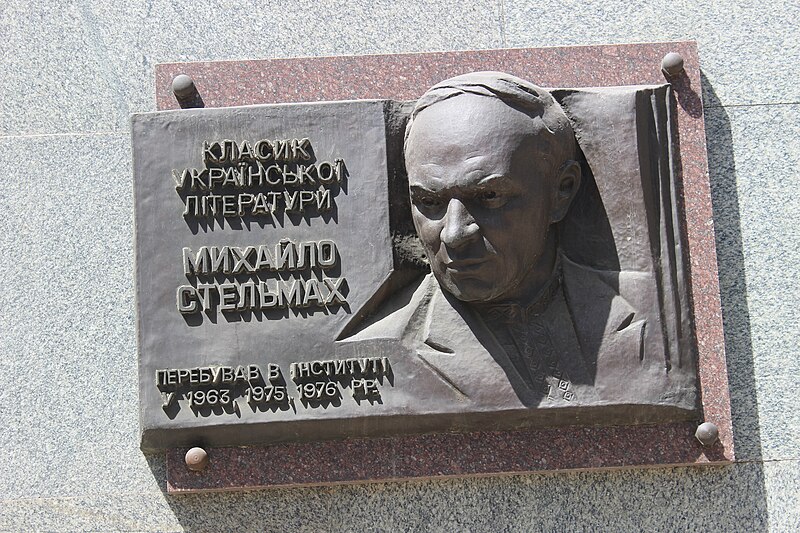 КЛАСИК
УКРАЇНСЬКОЇ
ЛІТЕРАТУРИ
МИХАЙЛО
СТЕЛЬМАХ
ПЕРЕБУВАВ В ІНСТИТУТІ
У 1963, 1975, 1976 РР.